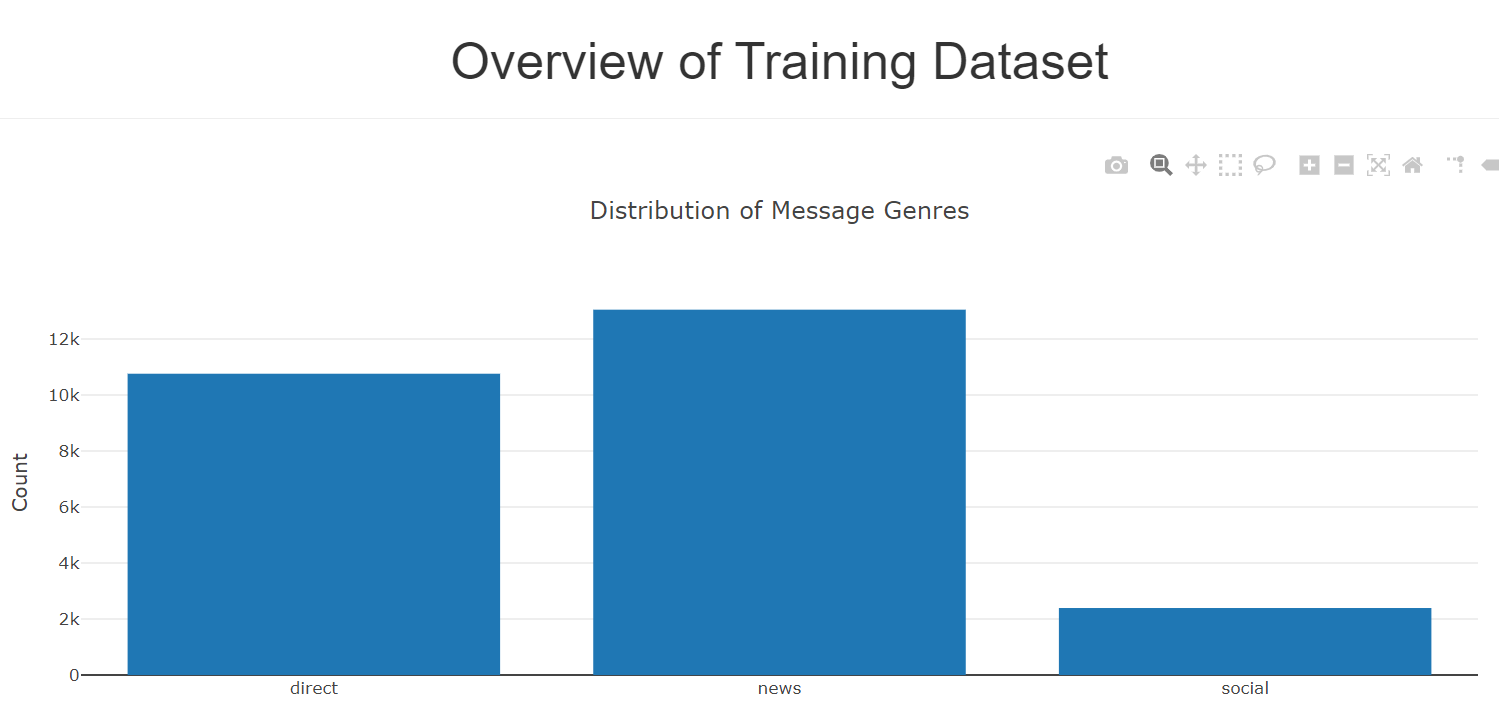 Overview of Training Dataset
Distribution of Message Genres
12k
10k
8k
6k
4k
2k
0
Count
direct
news
social